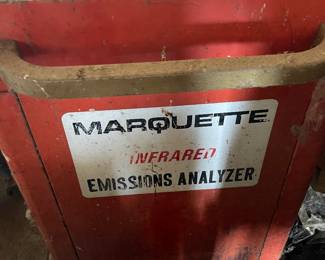 MARQUETTE
INFRARED
EMISSIONS ANALYZER